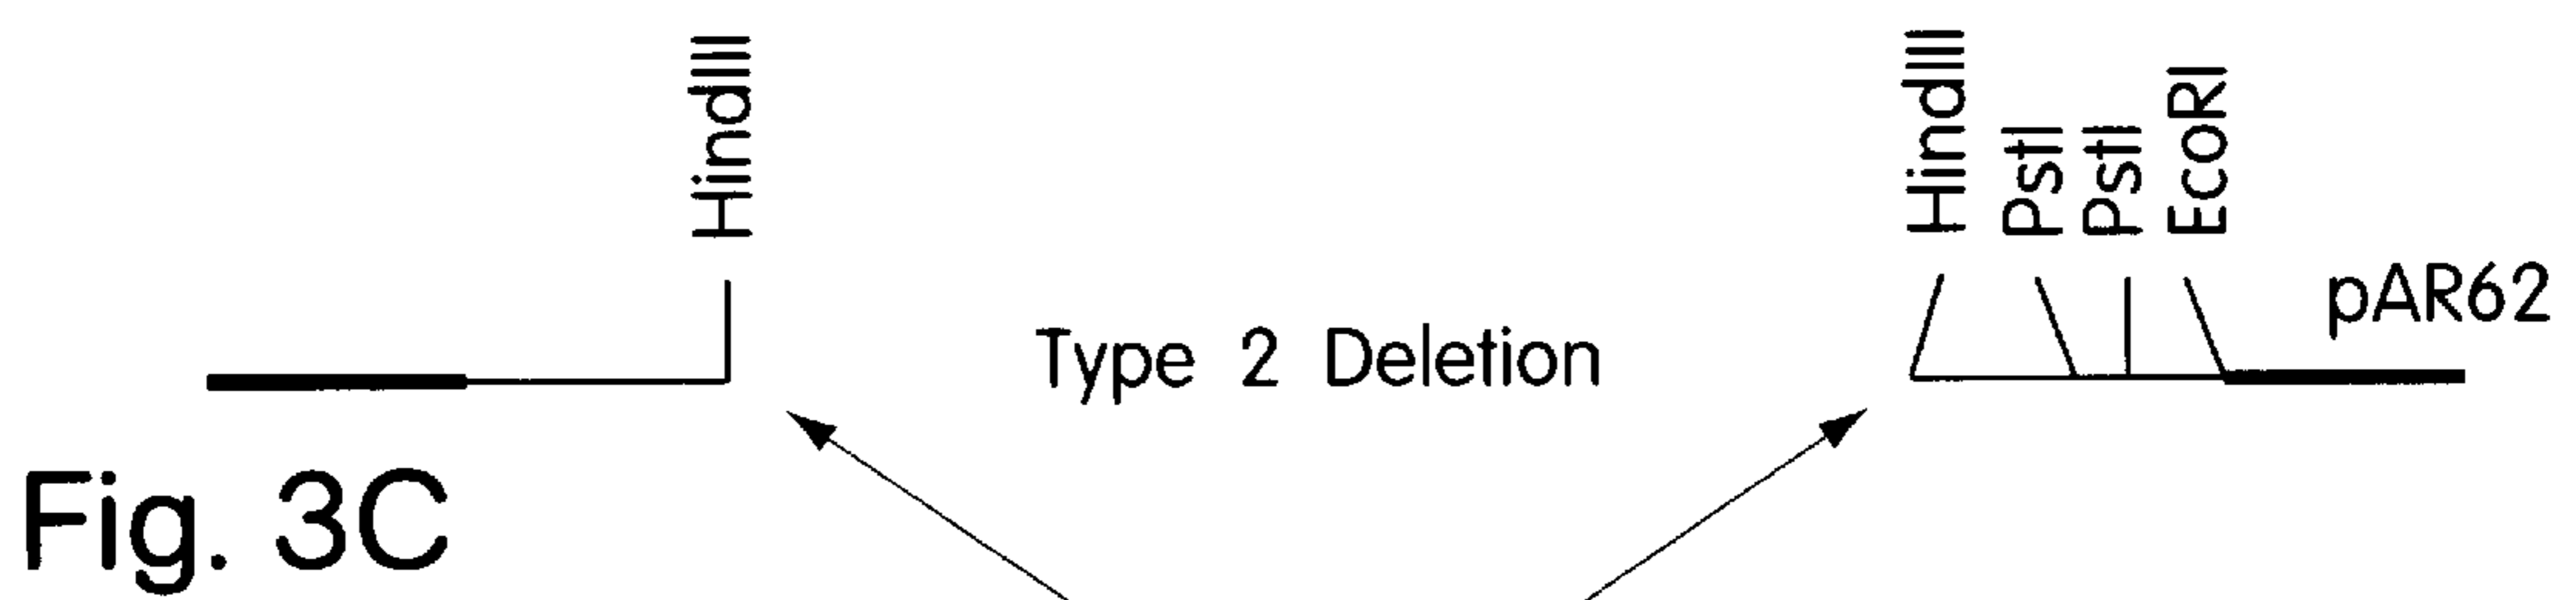 HindIII
HindIII
PstI
PstI
EcoRI
pAR62
Type 2 Deletion
Fig. 3C